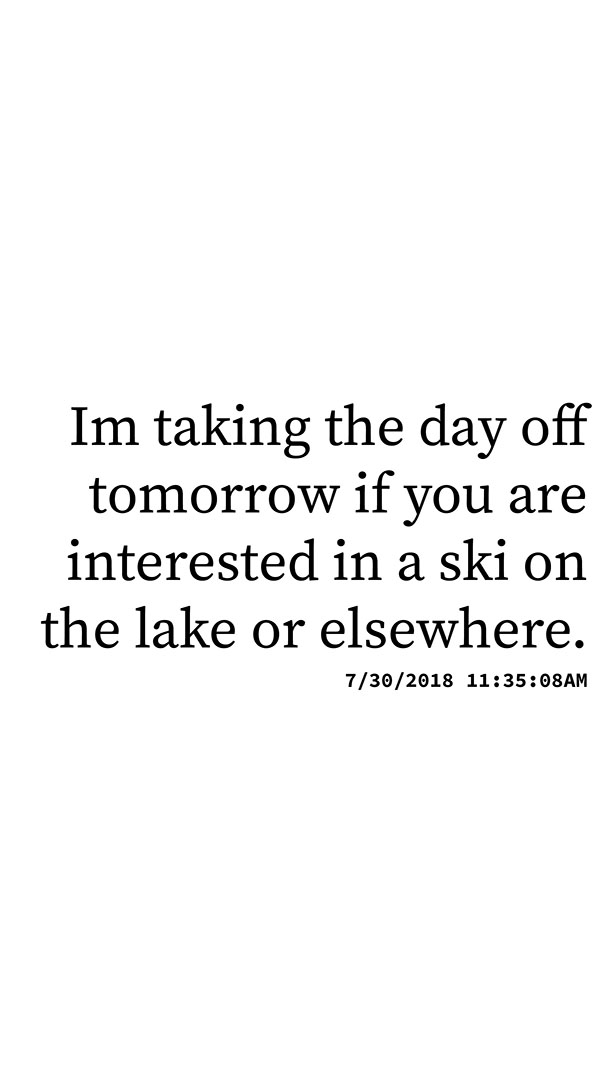 Im taking the day off
tomorrow if you are
interested in a ski on
the lake or elsewhere.
7/30/2018 11:35:08AM